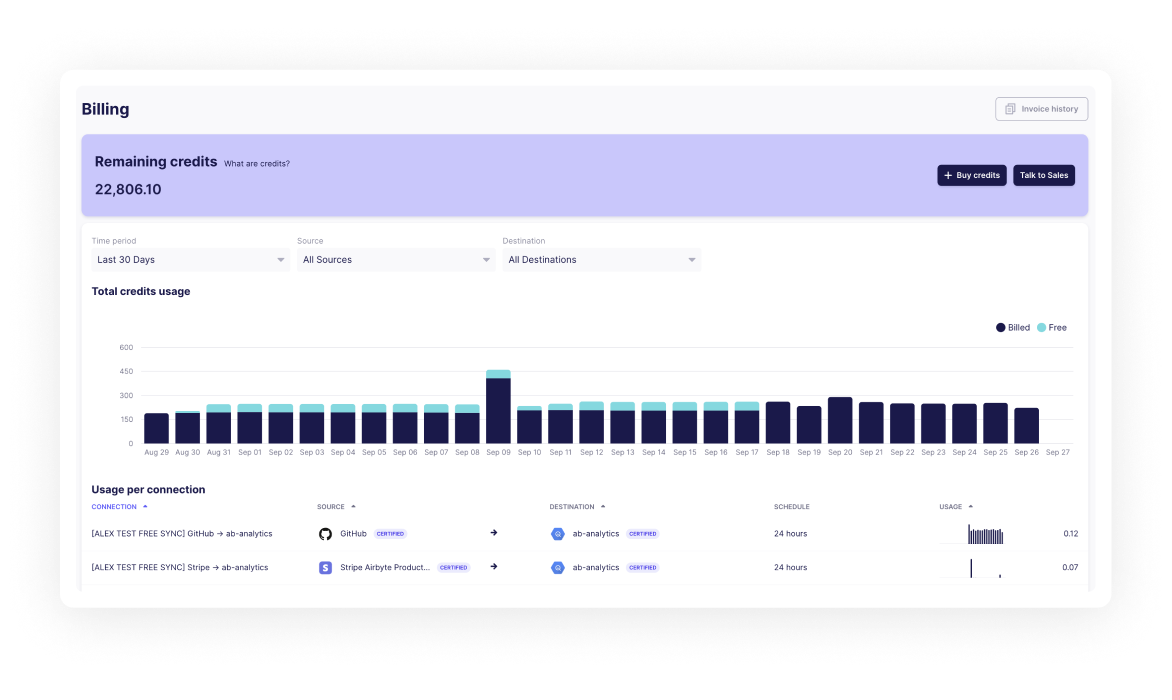 Billing
Invoice history
Remaining credits What are credits?
22,806.10
+ Buy credits
Talk to Sales
Time period
Source
Destination
Last 30 Days
All Sources
All Destinations
Total credits usage
Billed Free
600
450
300
150
0
Aug 29 Aug 30 Aug 31 Sep 01 Sep 02 Sep 03 Sep 04 Sep 05 Sep 06 Sep 07 Sep 08 Sep 09 Sep 10 Sep 11 Sep 12 Sep 13 Sep 14 Sep 15 Sep 16 Sep 17 Sep 18 Sep 19 Sep 20 Sep 21 Sep 22 Sep 23 Sep 24 Sep 25 Sep 26 Sep 27
Usage per connection
CONNECTION SOURCE DESTINATION SCHEDULE USAGE
[ALEX TEST FREE SYNC] GitHub → ab-analytics GitHub CERTIFIED → ab-analytics CERTIFIED 24 hours 0.12
[ALEX TEST FREE SYNC] Stripe → ab-analytics Stripe Airbyte Product... CERTIFIED → ab-analytics CERTIFIED 24 hours 0.07